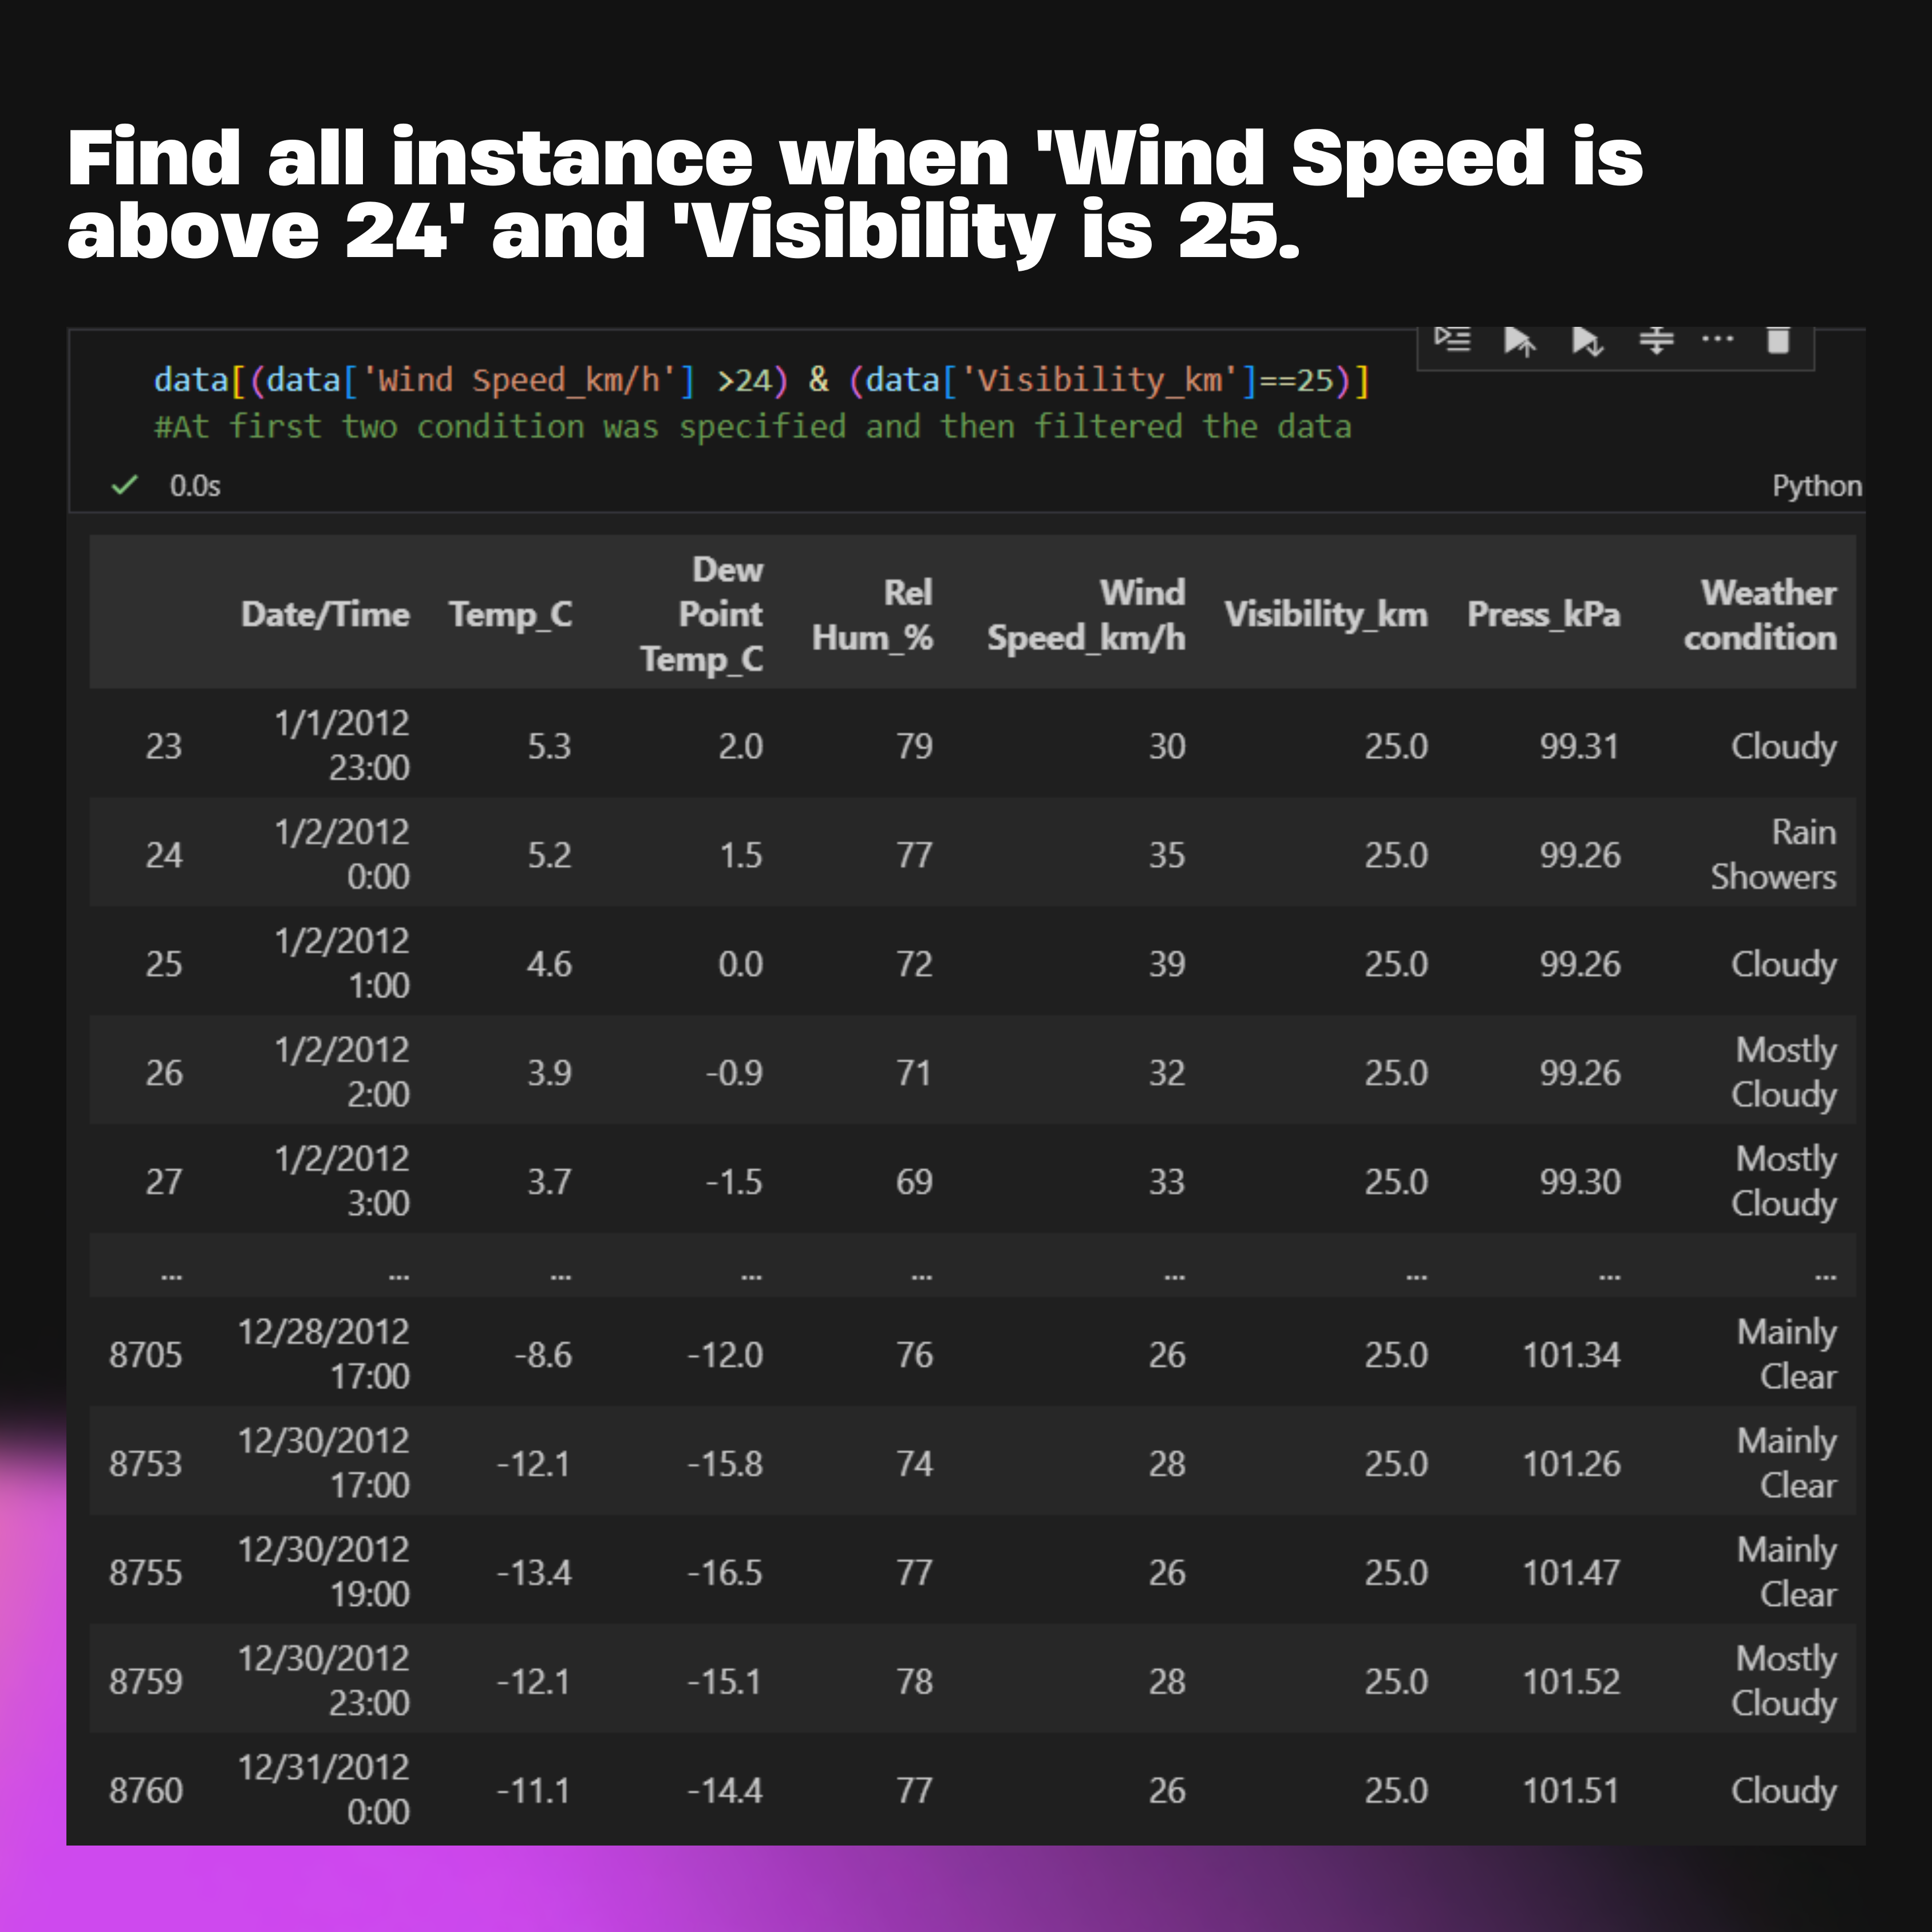 Find all instance when 'Wind Speed is
above 24' and 'Visibility is 25.
data[(data['Wind Speed_km/h'] >24) & (data['Visibility_km']==25)]
#At first two condition was specified and then filtered the data
0.0s
Python
Date/Time Temp_C Dew Point Temp_C Rel Hum_% Wind Speed_km/h Visibility_km Press_kPa Weather condition
23 1/1/2012 23:00 5.3 2.0 79 30 25.0 99.31 Cloudy
24 1/2/2012 0:00 5.2 1.5 77 35 25.0 99.26 Rain Showers
25 1/2/2012 1:00 4.6 0.0 72 39 25.0 99.26 Cloudy
26 1/2/2012 2:00 3.9 -0.9 71 32 25.0 99.26 Mostly Cloudy
27 1/2/2012 3:00 3.7 -1.5 69 33 25.0 99.30 Mostly Cloudy
... ... ... ... ... ... ... ... ...
8705 12/28/2012 17:00 -8.6 -12.0 76 26 25.0 101.34 Mainly Clear
8753 12/30/2012 17:00 -12.1 -15.8 74 28 25.0 101.26 Mainly Clear
8755 12/30/2012 19:00 -13.4 -16.5 77 26 25.0 101.47 Mainly Clear
8759 12/30/2012 23:00 -12.1 -15.1 78 28 25.0 101.52 Mostly Cloudy
8760 12/31/2012 0:00 -11.1 -14.4 77 26 25.0 101.51 Cloudy